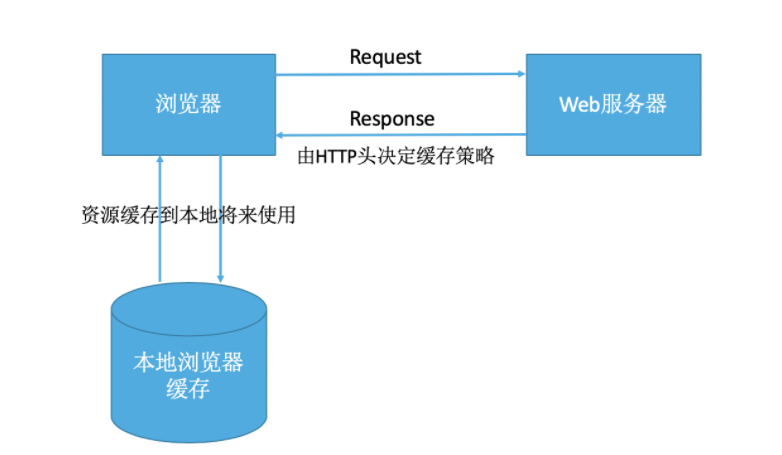 Request
浏览器
Web服务器
Response
由HTTP头决定缓存策略
资源缓存到本地将来使用
本地浏览器
缓存